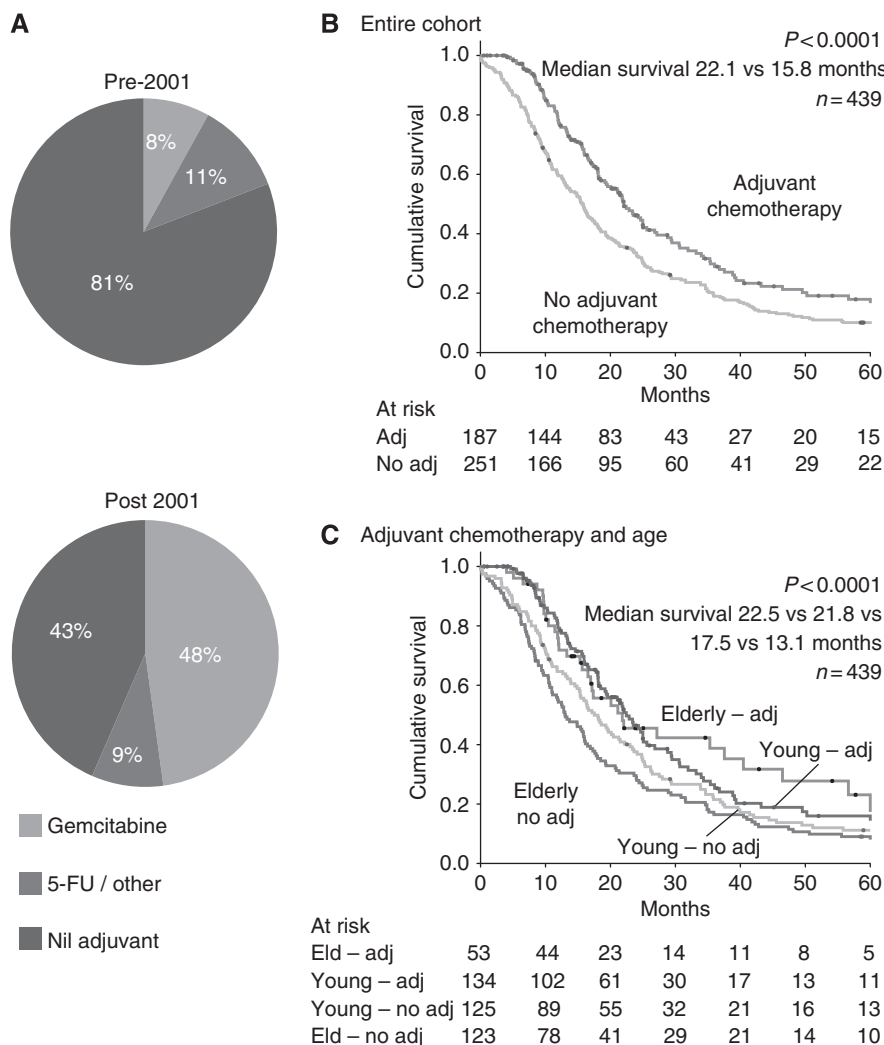 A
Pre-2001
8%
11%
81%
Post 2001
43%
48%
9%
Gemcitabine
5-FU / other
Nil adjuvant
B Entire cohort
P<0.0001
Median survival 22.1 vs 15.8 months
n=439
Cumulative survival
1.0
0.8
0.6
0.4
0.2
0.0
Adjuvant
chemotherapy
No adjuvant
chemotherapy
0 10 20 30 40 50 60
Months
At risk
Adj 187 144 83 43 27 20 15
No adj 251 166 95 60 41 29 22
C Adjuvant chemotherapy and age
P<0.0001
Median survival 22.5 vs 21.8 vs
17.5 vs 13.1 months
n=439
Cumulative survival
1.0
0.8
0.6
0.4
0.2
0.0
Elderly – adj
Young – adj
Elderly
no adj
Young – no adj
0 10 20 30 40 50 60
Months
At risk
Eld – adj 53 44 23 14 11 8 5
Young – adj 134 102 61 30 17 13 11
Young – no adj 125 89 55 32 21 16 13
Eld – no adj 123 78 41 29 21 14 10